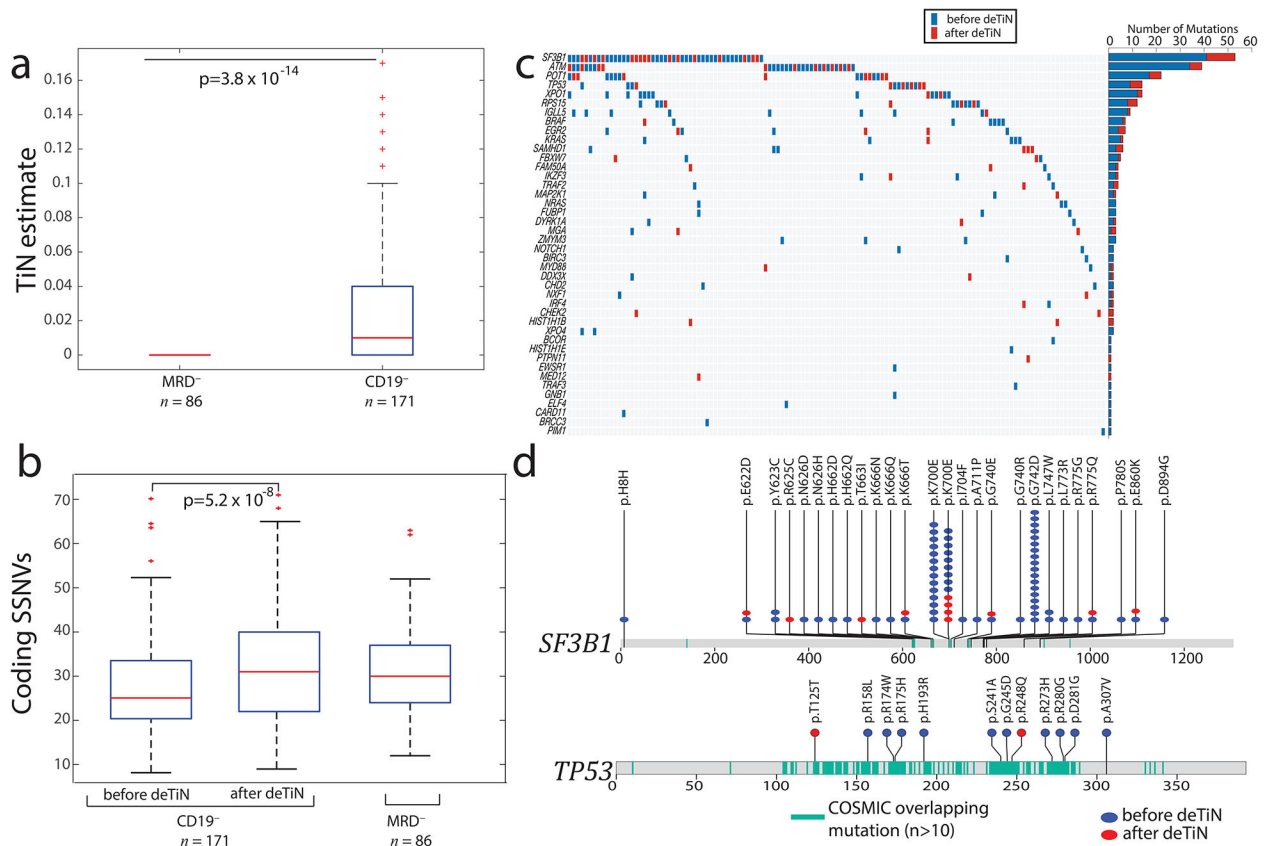 a
TiN estimate
0.16
0.14
0.12
0.1
0.08
0.06
0.04
0.02
0
p=3.8 x 10⁻¹⁴
MRD⁻
n = 86
CD19⁻
n = 171
b
Coding SSNVs
70
60
50
40
30
20
10
p=5.2 x 10⁻⁸
before deTiN
after deTiN
CD19⁻
n = 171
MRD⁻
n = 86
c
before deTiN
after deTiN
Number of Mutations
0 10 20 30 40 50 60
SF3B1
ATM
POT1
TP53
XPO1
RPS15
IGLL5
BRAF
EGR2
KRAS
SAMHD1
FBXW7
FAM50A
IKZF3
TRAF2
MAP2K1
NRAS
FUBP1
DYRK1A
MGA
ZMYM3
NOTCH1
BIRC3
MYD88
DDX3X
CHD2
NXF1
IRF4
CHEK2
HIST1H1B
XPO4
BCOR
HIST1H1E
PTPN11
EWSR1
MED12
TRAF3
GNB1
ELF4
CARD11
BRCC3
PIM1
d
p.H8H
p.E622D
p.Y623C
p.R625C
p.N626D
p.N626H
p.H662D
p.H662Q
p.T663I
p.K666N
p.K666Q
p.K666T
p.K700E
p.K700E
p.I704F
p.A711P
p.G740E
p.G740R
p.G742D
p.L747W
p.L773R
p.R775G
p.R775Q
p.P780S
p.E860K
p.D894G
SF3B1
0 200 400 600 800 1000 1200
p.T125T
p.R158L
p.R174W
p.R175H
p.H193R
p.S241A
p.G245D
p.R248Q
p.R273H
p.R280G
p.D281G
p.A307V
TP53
0 50 100 150 200 250 300 350
COSMIC overlapping
mutation (n>10)
before deTiN
after deTiN